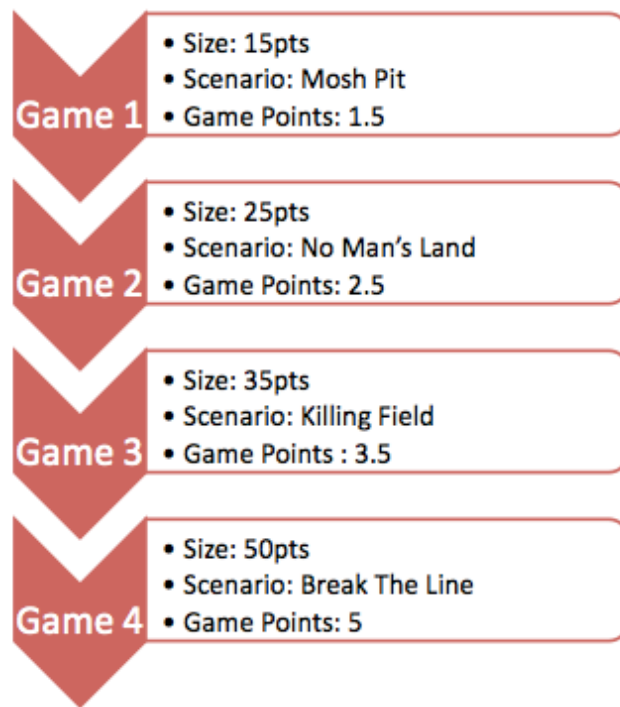 Game 1
• Size: 15pts
• Scenario: Mosh Pit
• Game Points: 1.5
Game 2
• Size: 25pts
• Scenario: No Man’s Land
• Game Points: 2.5
Game 3
• Size: 35pts
• Scenario: Killing Field
• Game Points : 3.5
Game 4
• Size: 50pts
• Scenario: Break The Line
• Game Points: 5